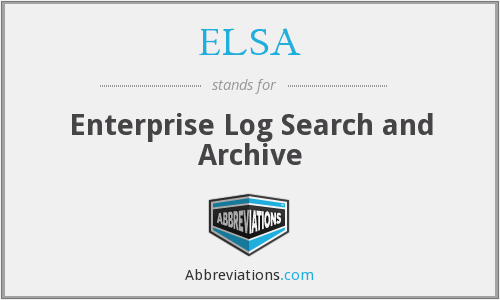 ELSA
stands for
Enterprise Log Search and
Archive
ABBREVIATIONS
Abbreviations.com